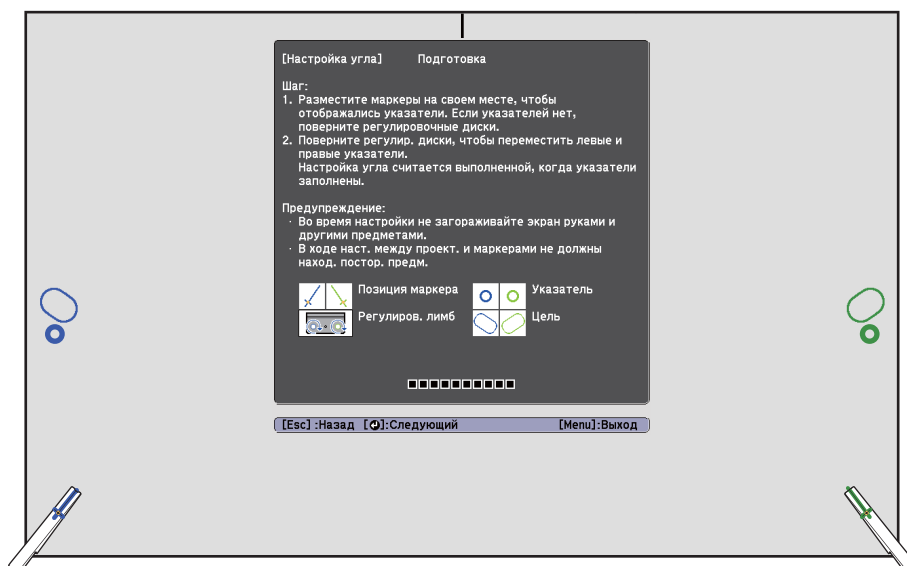 [Настройка угла] Подготовка
Шаг:
1. Разместите маркеры на своем месте, чтобы
отображались указатели. Если указателей нет,
поверните регулировочные диски.
2. Поверните регулир. диски, чтобы переместить левые и
правые указатели.
Настройка угла считается выполненной, когда указатели
заполнены.
Предупреждение:
· Во время настройки не загораживайте экран руками и
другими предметами.
· В ходе наст. между проект. и маркерами не должны
наход. постор. предм.
Позиция маркера Указатель
Регулиров. лимб Цель
[Esc] :Назад [⏎]:Следующий [Menu]:Выход